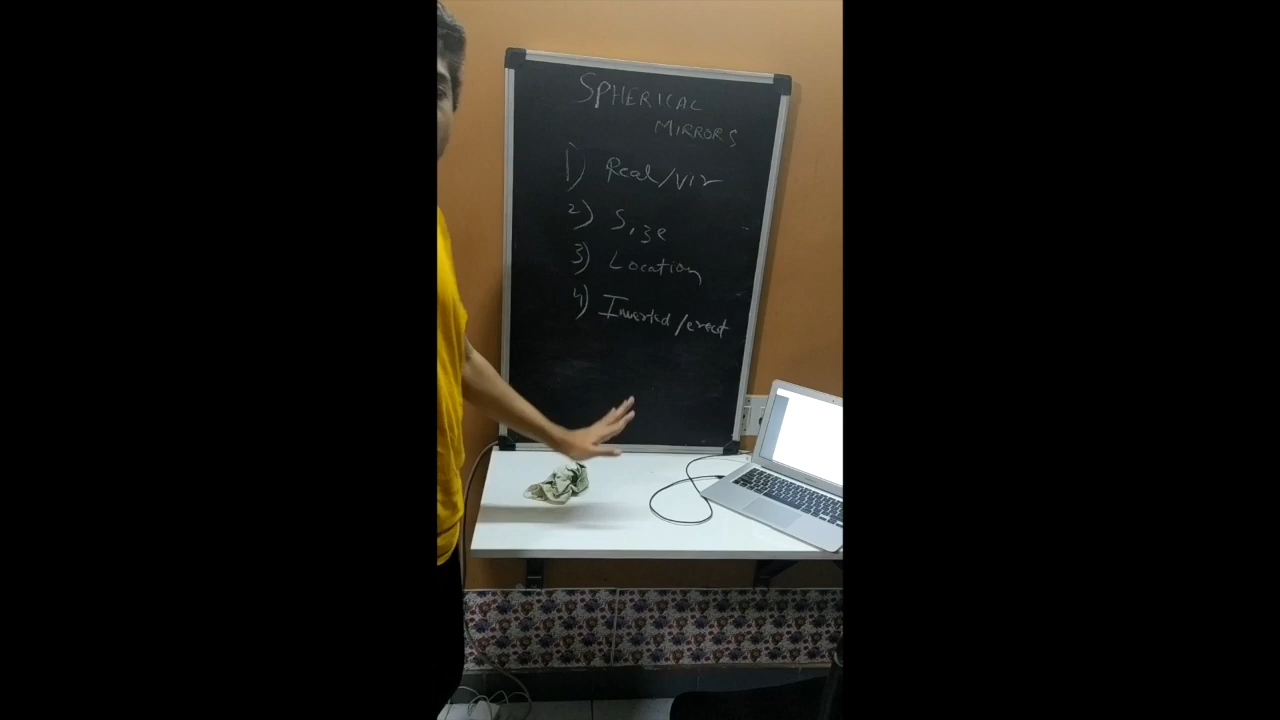 SPHERICAL
MIRRORS
1) Real/vir
2) Size
3) Location
4) Inverted/erect